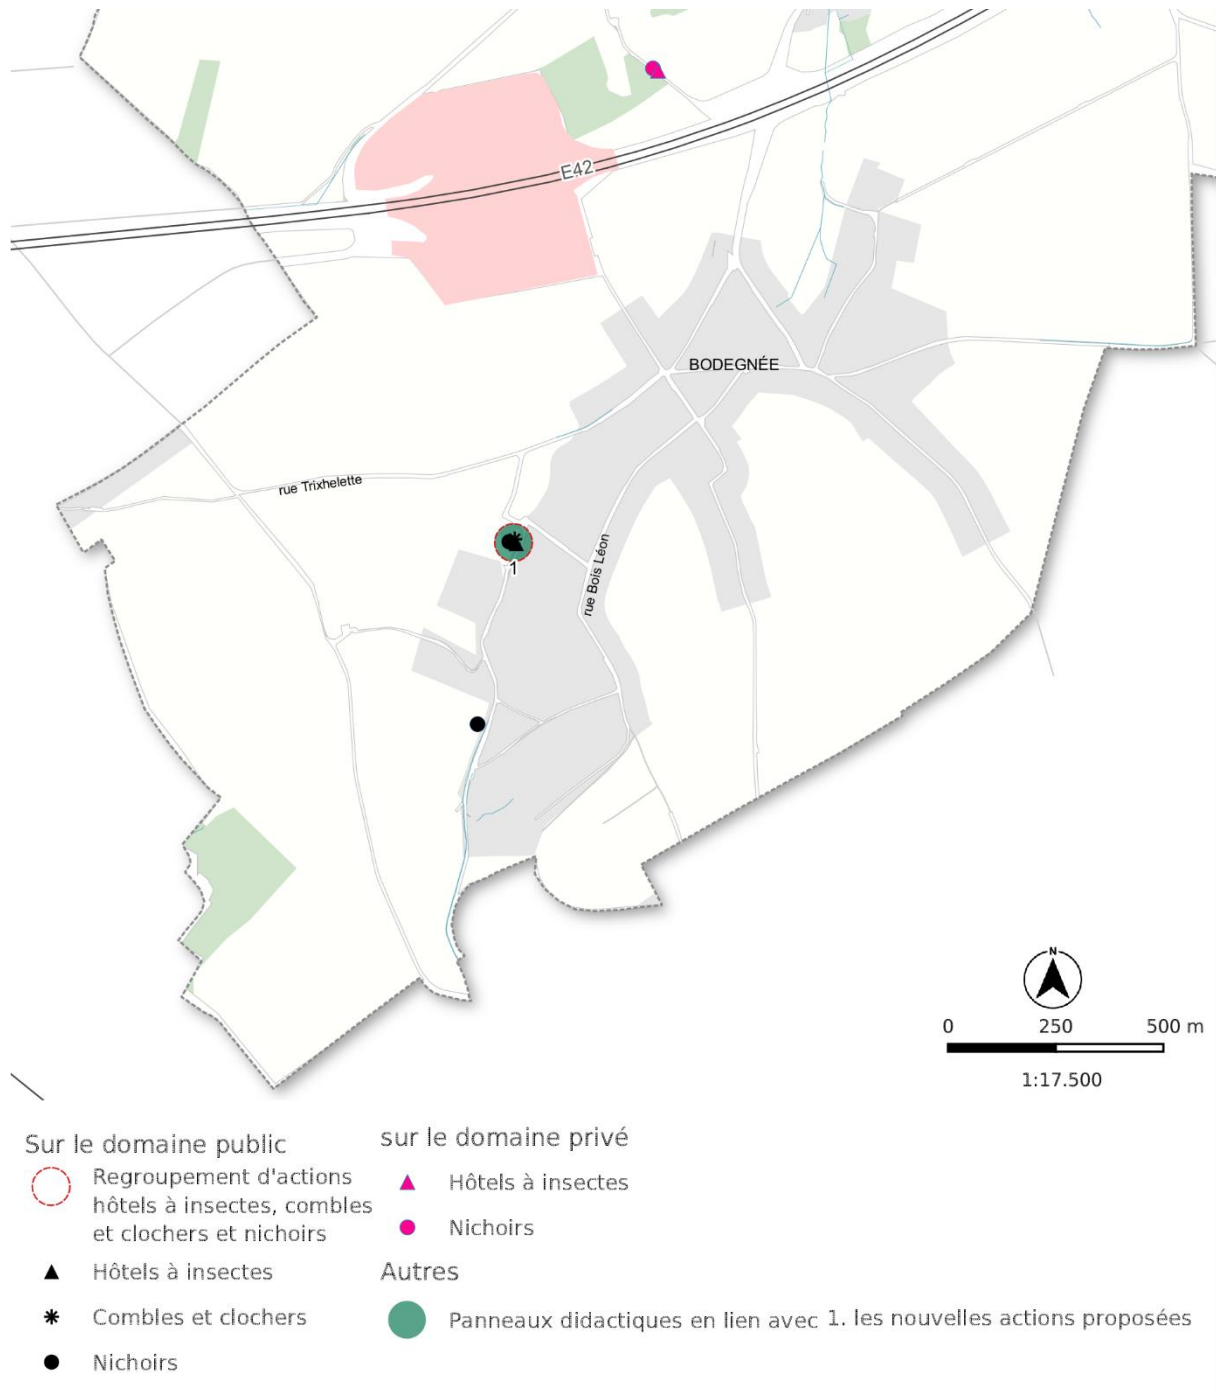 E42
BODEGNÉE
rue Trixhelette
rue Bois Léon
1
N
0 250 500 m
1:17.500
Sur le domaine public
Regroupement d'actions
hôtels à insectes, combles
et clochers et nichoirs
Hôtels à insectes
Combles et clochers
Nichoirs
sur le domaine privé
Hôtels à insectes
Nichoirs
Autres
Panneaux didactiques en lien avec 1. les nouvelles actions proposées